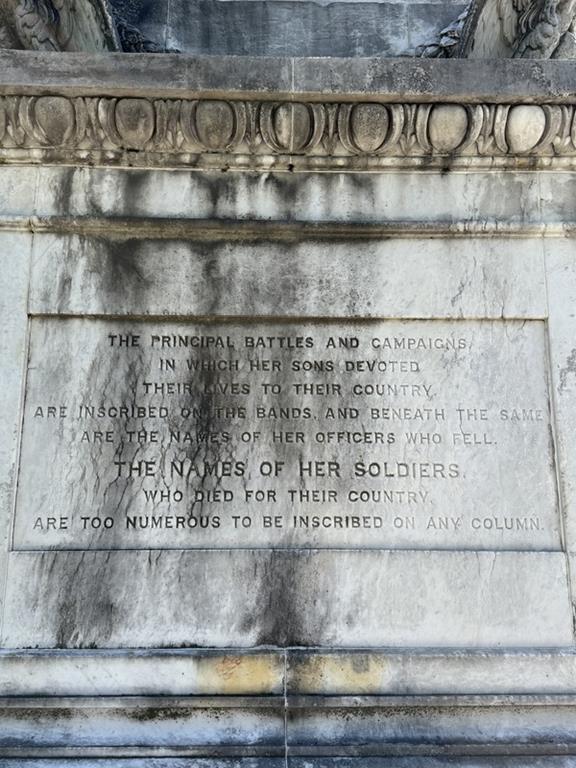 THE PRINCIPAL BATTLES AND CAMPAIGNS,
IN WHICH HER SONS DEVOTED
THEIR LIVES TO THEIR COUNTRY,
ARE INSCRIBED ON THE BANDS, AND BENEATH THE SAME
ARE THE NAMES OF HER OFFICERS WHO FELL.
THE NAMES OF HER SOLDIERS,
WHO DIED FOR THEIR COUNTRY,
ARE TOO NUMEROUS TO BE INSCRIBED ON ANY COLUMN.